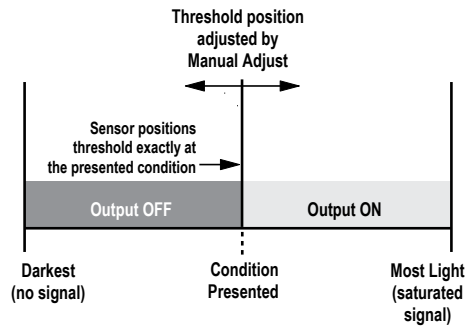 Threshold position
adjusted by
Manual Adjust
Sensor positions
threshold exactly at
the presented condition
Output OFF
Output ON
Darkest
(no signal)
Condition
Presented
Most Light
(saturated
signal)